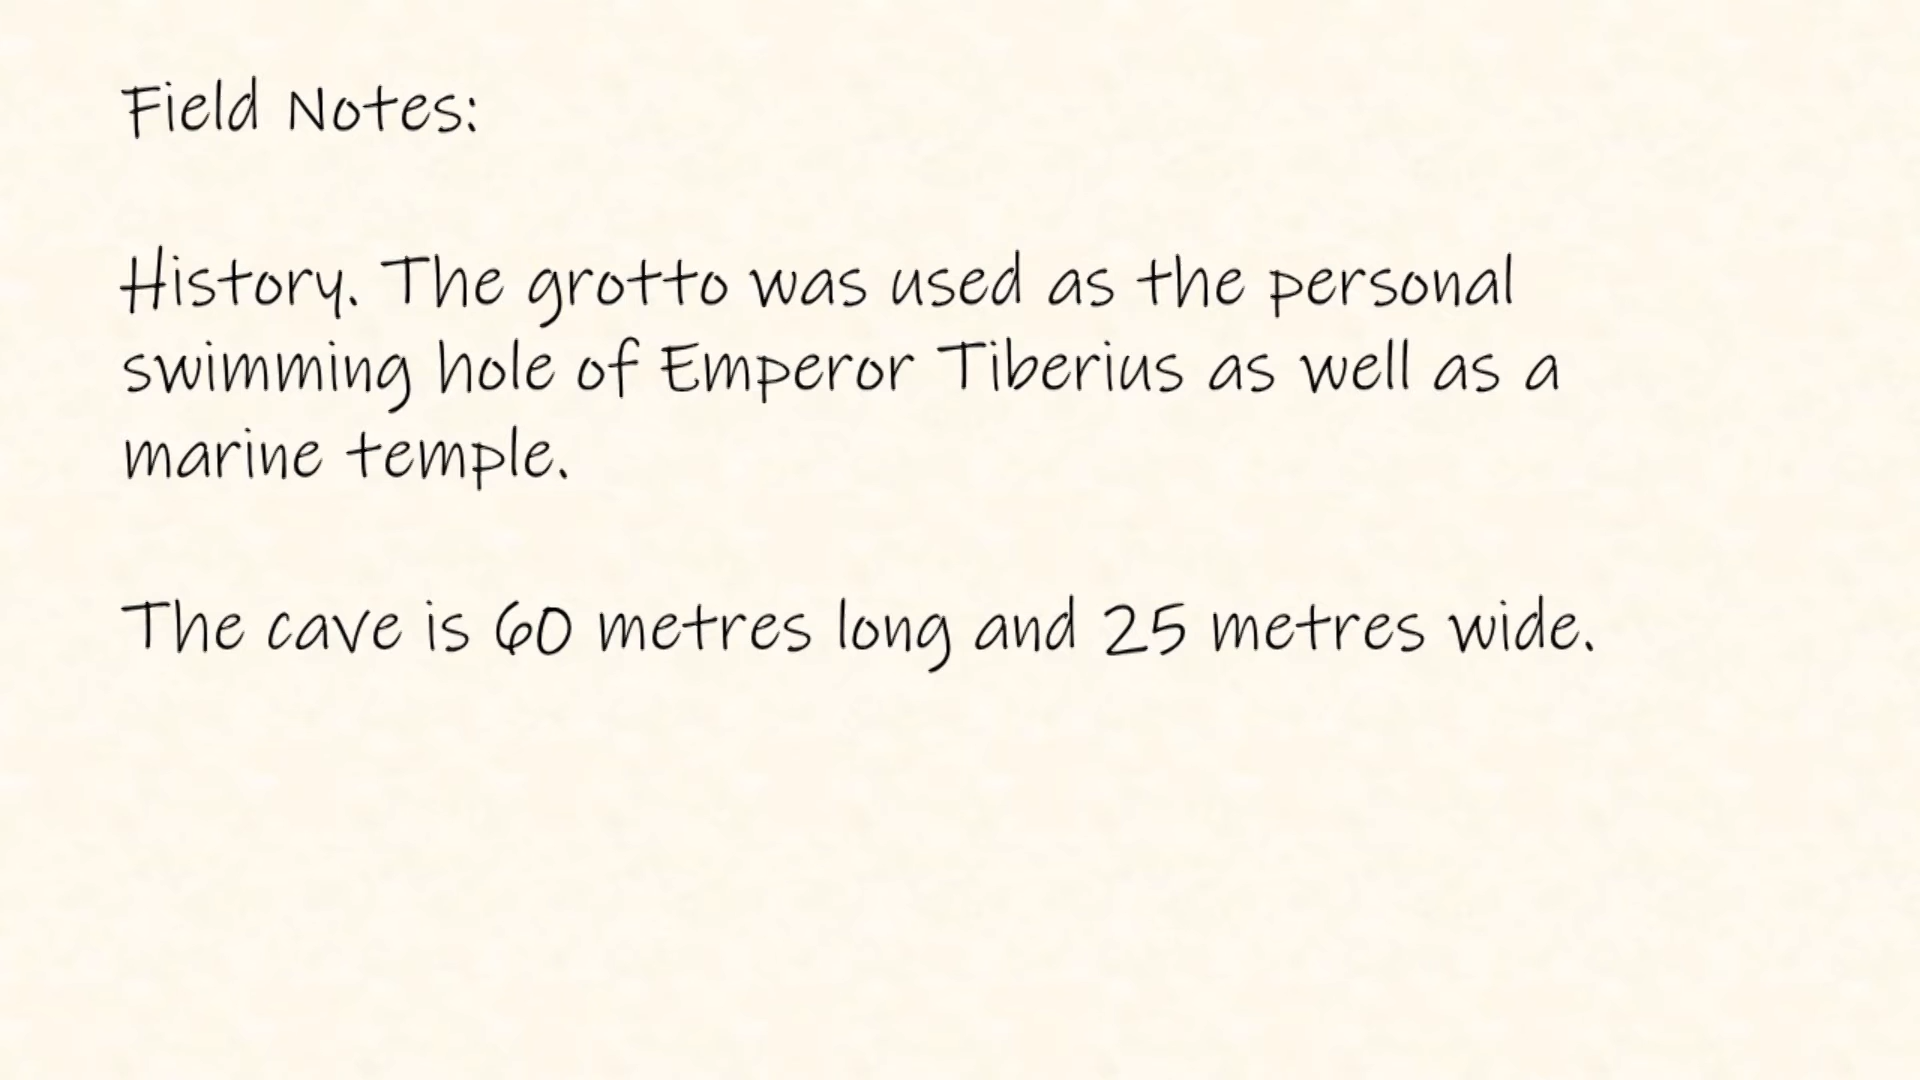 Field Notes:
History. The grotto was used as the personal
swimming hole of Emperor Tiberius as well as a
marine temple.
The cave is 60 metres long and 25 metres wide.